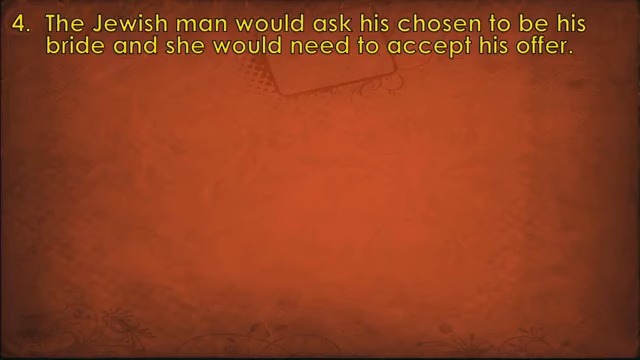 4. The Jewish man would ask his chosen to be his
bride and she would need to accept his offer.